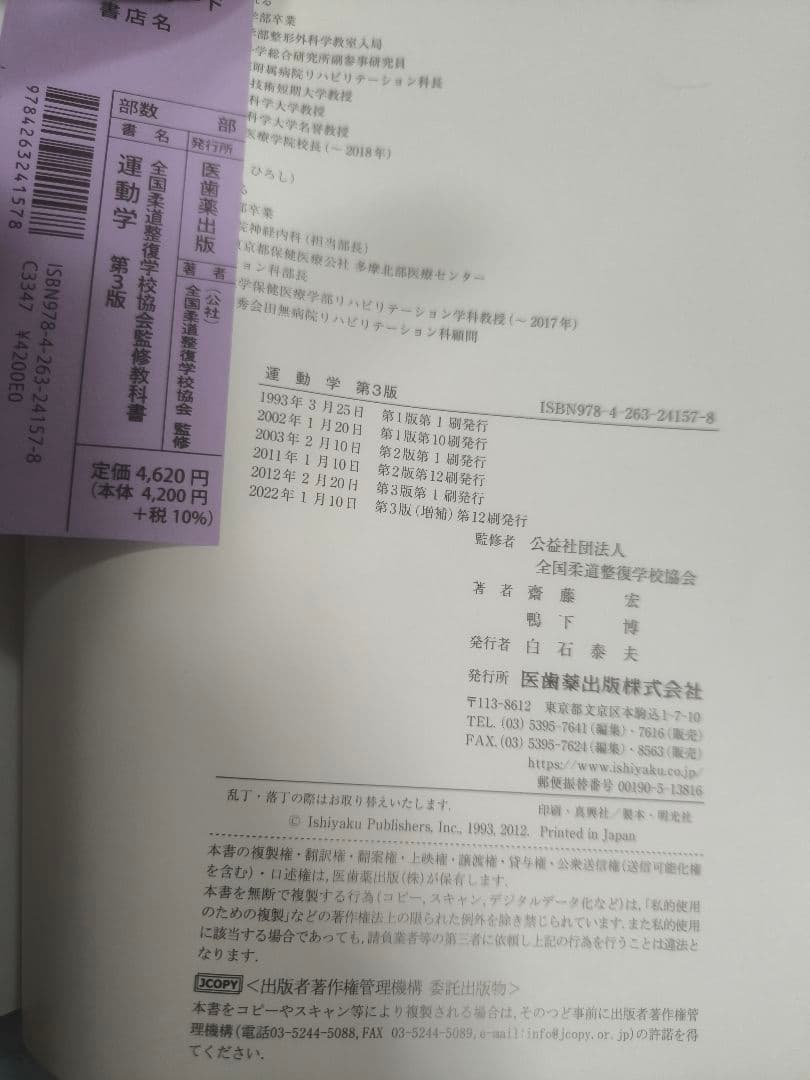 書店名
部数 部
書名
全国柔道整復学校協会監修教科書
運動学 第3版
発行所
医歯薬出版
著者
(公社)全国柔道整復学校協会 監修
定価 4,620 円
(本体 4,200 円
+税 10%)
9784263241578
ISBN978-4-263-24157-8
C3347 ¥4200E0
学部卒業
学部整形外科学教室入局
学総合研究所副参事研究員
附属病院リハビリテーション科長
技術短期大学教授
科学大学教授
科学大学名誉教授
医療学院校長(~2018年)
ひろし)
部卒業
院神経内科(担当部長)
京都保健医療公社 多摩北部医療センター
ョン科部長
学保健医療学部リハビリテーション学科教授(~2017年)
秀会田無病院リハビリテーション科顧問
運動学 第3版 ISBN978-4-263-24157-8
1993年 3月25日 第1版第1刷発行
2002年 1月20日 第1版第10刷発行
2003年 2月10日 第2版第1刷発行
2011年 1月10日 第2版第12刷発行
2012年 2月20日 第3版第1刷発行
2022年 1月10日 第3版(増補)第12刷発行
監修者 公益社団法人
全国柔道整復学校協会
著者 齋藤 宏
鴨下 博
発行者 白石泰夫
発行所 医歯薬出版株式会社
〒113-8612 東京都文京区本駒込1-7-10
TEL. (03) 5395-7641(編集)・7616(販売)
FAX. (03) 5395-7624(編集)・8563(販売)
https://www.ishiyaku.co.jp/
郵便振替番号 00190-5-13816
乱丁・落丁の際はお取り替えいたします. 印刷・真興社/製本・明光社
© Ishiyaku Publishers, Inc., 1993, 2012. Printed in Japan
本書の複製権・翻訳権・翻案権・上映権・譲渡権・貸与権・公衆送信権(送信可能化権
を含む)・口述権は,医歯薬出版(株)が保有します.
本書を無断で複製する行為(コピー,スキャン,デジタルデータ化など)は,「私的使用
のための複製」などの著作権法上の限られた例外を除き禁じられています.また私的使用
に該当する場合であっても,請負業者等の第三者に依頼し上記の行為を行うことは違法と
なります.
JCOPY <出版者著作権管理機構 委託出版物>
本書をコピーやスキャン等により複製される場合は,そのつど事前に出版者著作権管
理機構(電話03-5244-5088,FAX 03-5244-5089,e-mail:info@jcopy.or.jp)の許諾を得
てください.